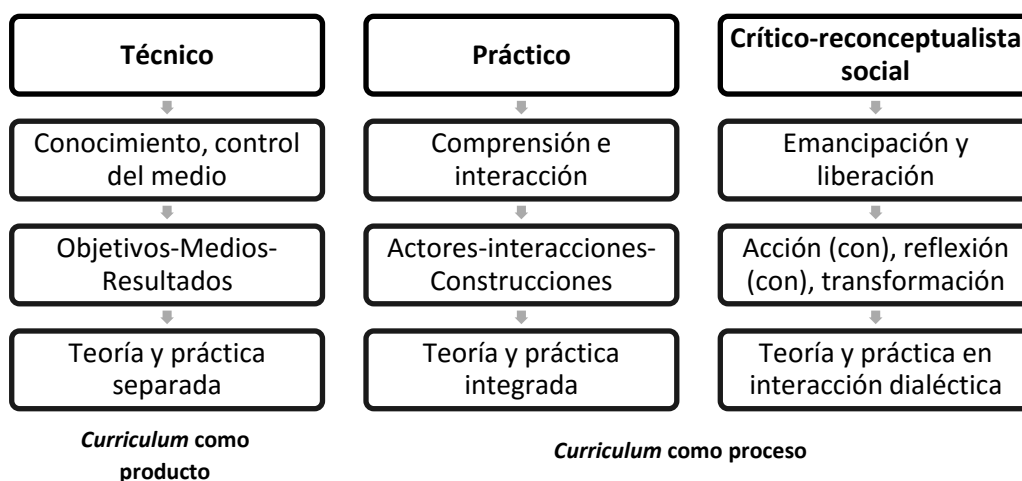 Técnico
Conocimiento, control
del medio
Objetivos-Medios-
Resultados
Teoría y práctica
separada
Curriculum como
producto
Práctico
Comprensión e
interacción
Actores-interacciones-
Construcciones
Teoría y práctica
integrada
Crítico-reconceptualista
social
Emancipación y
liberación
Acción (con), reflexión
(con), transformación
Teoría y práctica en
interacción dialéctica
Curriculum como proceso